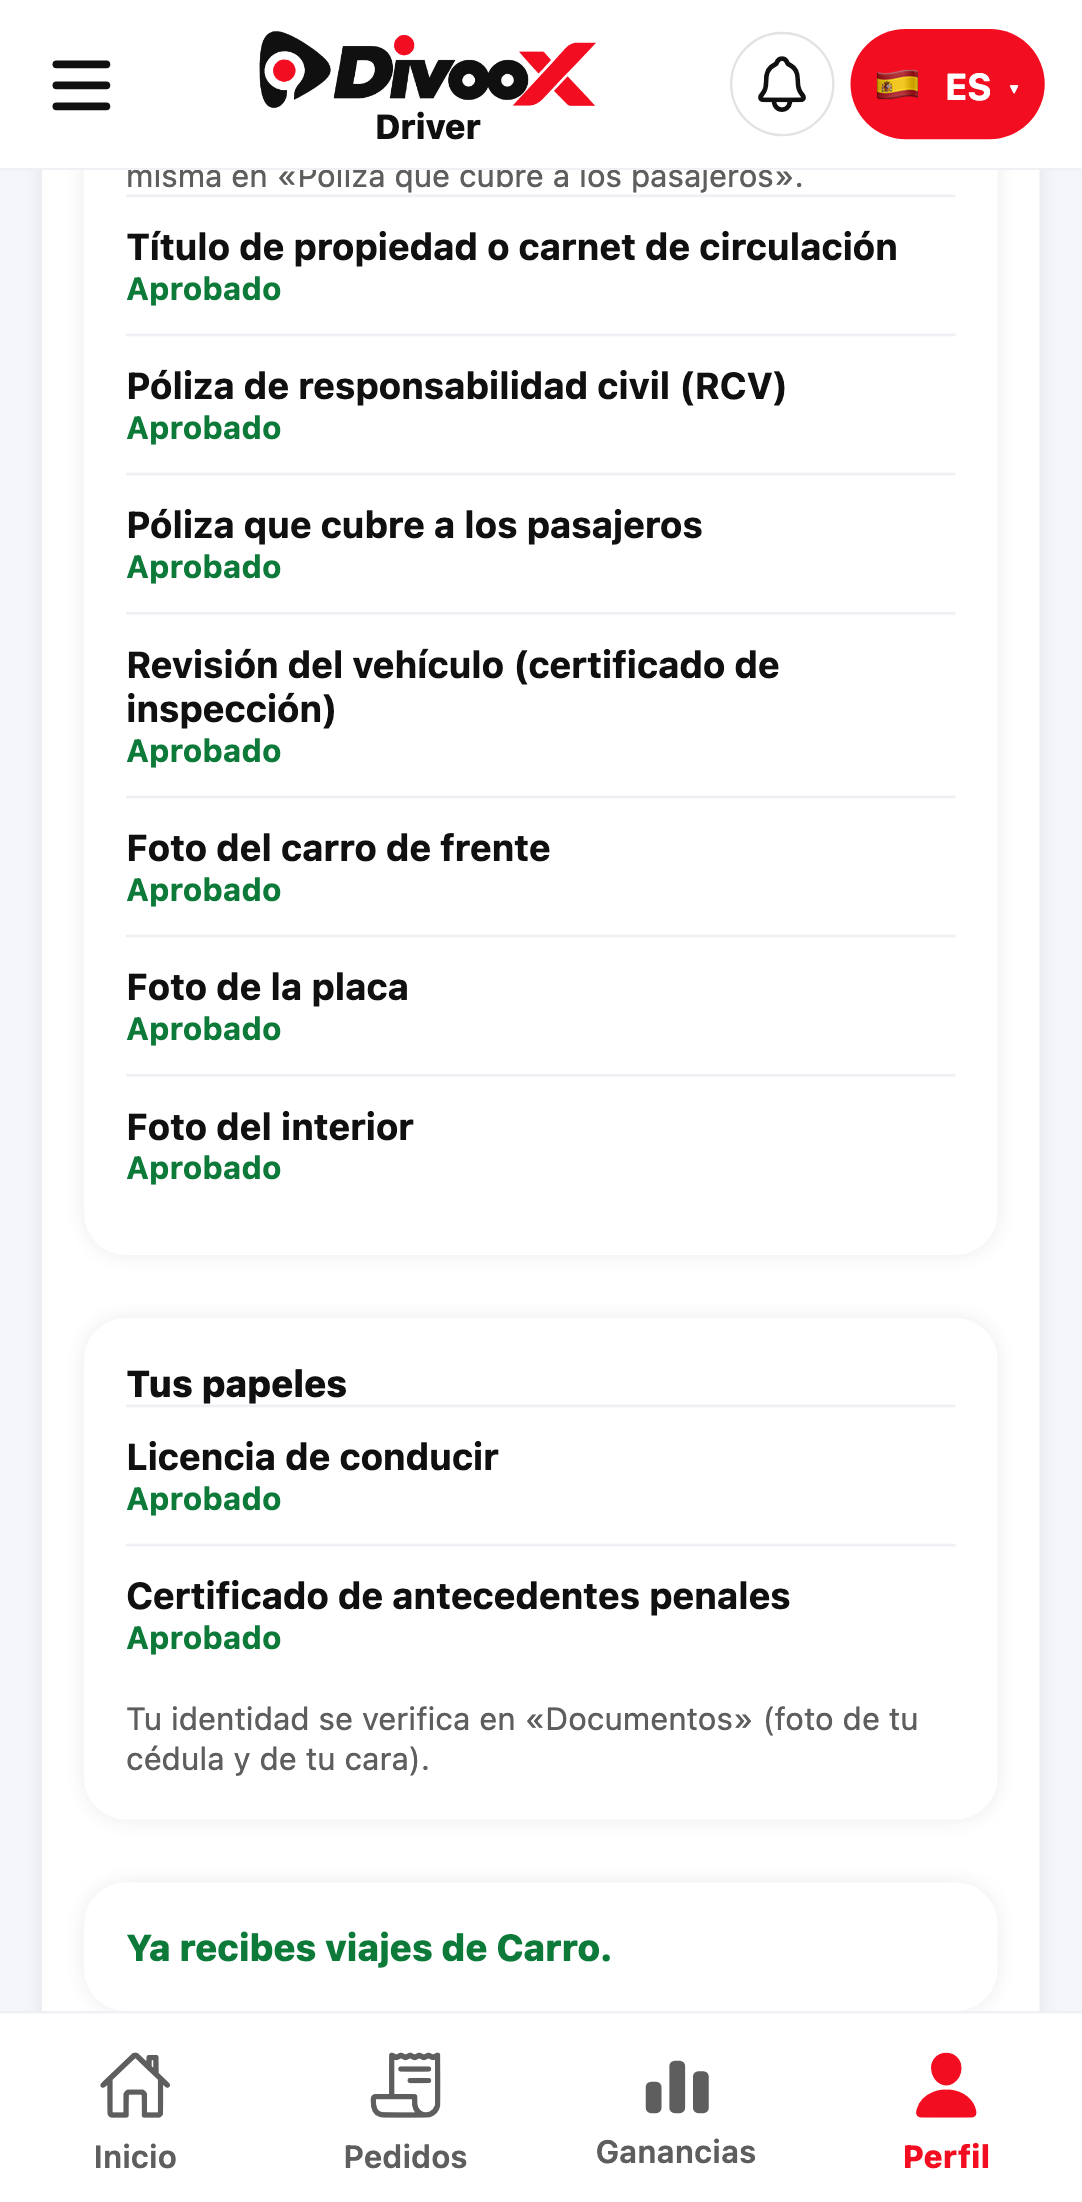 DivooX
Driver
ES
misma en «Póliza que cubre a los pasajeros».
Título de propiedad o carnet de circulación
Aprobado
Póliza de responsabilidad civil (RCV)
Aprobado
Póliza que cubre a los pasajeros
Aprobado
Revisión del vehículo (certificado de
inspección)
Aprobado
Foto del carro de frente
Aprobado
Foto de la placa
Aprobado
Foto del interior
Aprobado
Tus papeles
Licencia de conducir
Aprobado
Certificado de antecedentes penales
Aprobado
Tu identidad se verifica en «Documentos» (foto de tu
cédula y de tu cara).
Ya recibes viajes de Carro.
Inicio
Pedidos
Ganancias
Perfil